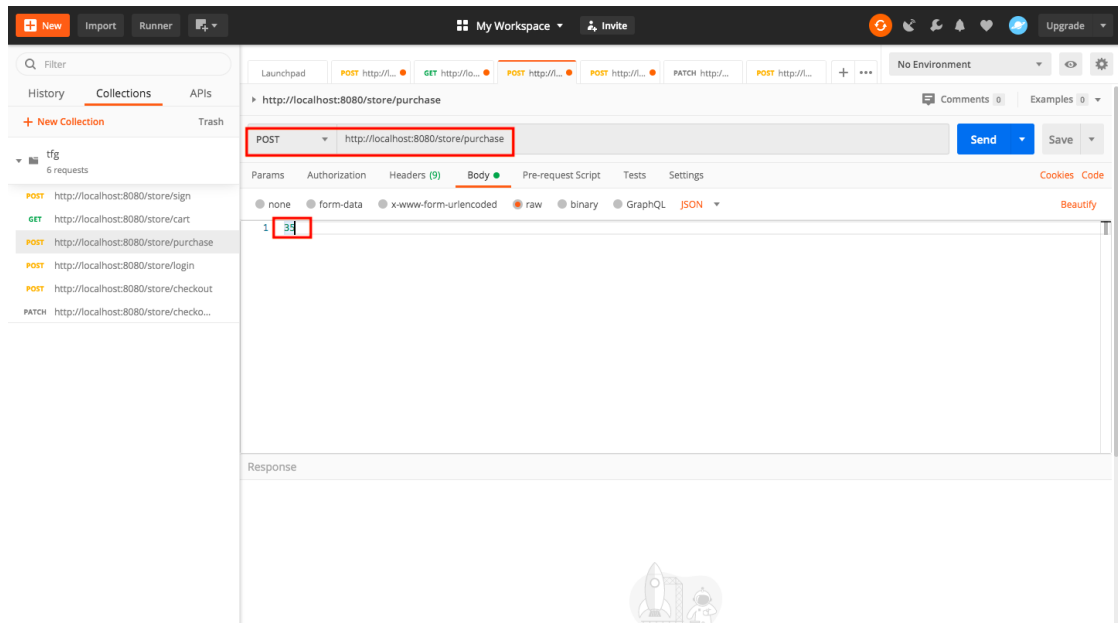 New Import Runner My Workspace Invite Upgrade
Filter
History Collections APIs
+ New Collection Trash
tfg
6 requests
POST http://localhost:8080/store/sign
GET http://localhost:8080/store/cart
POST http://localhost:8080/store/purchase
POST http://localhost:8080/store/login
POST http://localhost:8080/store/checkout
PATCH http://localhost:8080/store/checko...
Launchpad POST http://l... GET http://lo... POST http://l... POST http://l... PATCH http:/... POST http://l... + ... No Environment
http://localhost:8080/store/purchase Comments 0 Examples 0
POST http://localhost:8080/store/purchase Send Save
Params Authorization Headers (9) Body Pre-request Script Tests Settings Cookies Code
none form-data x-www-form-urlencoded raw binary GraphQL JSON Beautify
1 35
Response